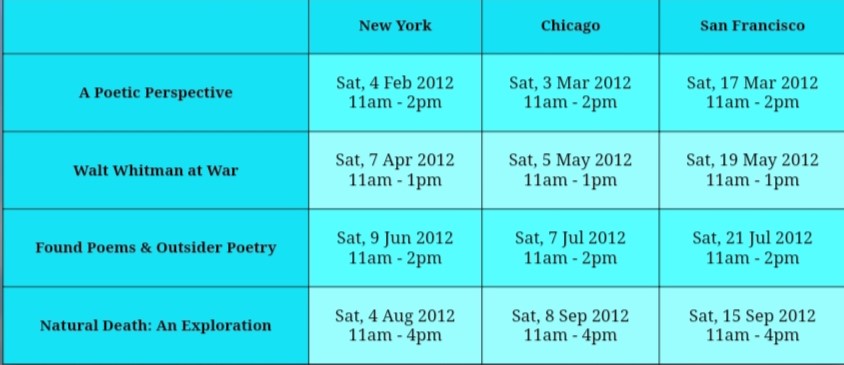 New York
Chicago
San Francisco
A Poetic Perspective
Sat, 4 Feb 2012
11am - 2pm
Sat, 3 Mar 2012
11am - 2pm
Sat, 17 Mar 2012
11am - 2pm
Walt Whitman at War
Sat, 7 Apr 2012
11am - 1pm
Sat, 5 May 2012
11am - 1pm
Sat, 19 May 2012
11am - 1pm
Found Poems & Outsider Poetry
Sat, 9 Jun 2012
11am - 2pm
Sat, 7 Jul 2012
11am - 2pm
Sat, 21 Jul 2012
11am - 2pm
Natural Death: An Exploration
Sat, 4 Aug 2012
11am - 4pm
Sat, 8 Sep 2012
11am - 4pm
Sat, 15 Sep 2012
11am - 4pm